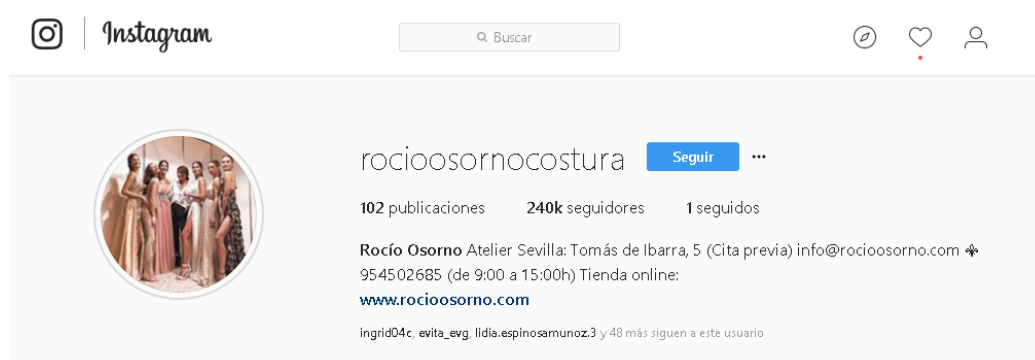 Instagram
Buscar
rocioosornocostura Seguir ...
102 publicaciones 240k seguidores 1 seguidos
Rocío Osorno Atelier Sevilla: Tomás de Ibarra, 5 (Cita previa) info@rocioosorno.com ⚜
954502685 (de 9:00 a 15:00h) Tienda online:
www.rocioosorno.com
ingrid04c, evita_evg, lidia.espinosamunoz.3 y 48 más siguen a este usuario